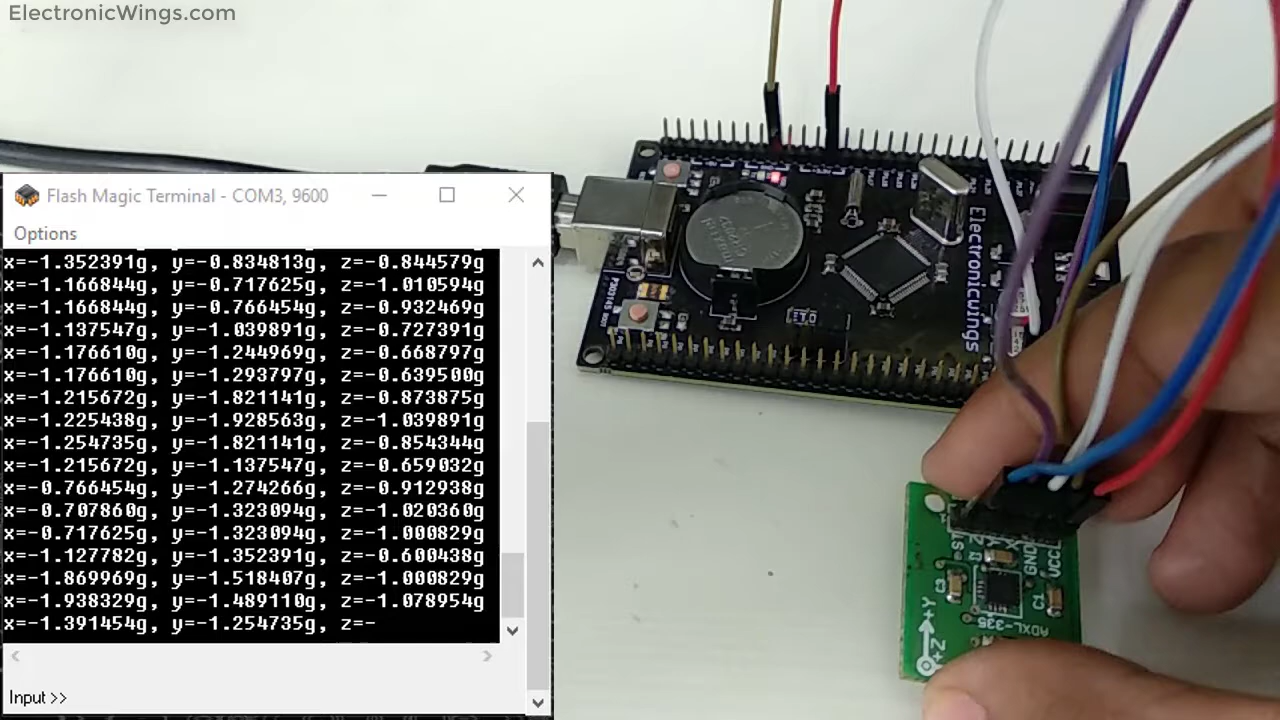 ElectronicWings.com
Flash Magic Terminal - COM3, 9600
Options
x=-1.352391g, y=-0.834813g, z=-0.844579g
x=-1.166844g, y=-0.717625g, z=-1.010594g
x=-1.166844g, y=-0.766454g, z=-0.932469g
x=-1.137547g, y=-1.039891g, z=-0.727391g
x=-1.176610g, y=-1.244969g, z=-0.668797g
x=-1.176610g, y=-1.293797g, z=-0.639500g
x=-1.215672g, y=-1.821141g, z=-0.873875g
x=-1.225438g, y=-1.928563g, z=-1.039891g
x=-1.254735g, y=-1.821141g, z=-0.854344g
x=-1.215672g, y=-1.137547g, z=-0.659032g
x=-0.766454g, y=-1.274266g, z=-0.912938g
x=-0.707860g, y=-1.323094g, z=-1.020360g
x=-0.717625g, y=-1.323094g, z=-1.000829g
x=-1.127782g, y=-1.352391g, z=-0.600438g
x=-1.869969g, y=-1.518407g, z=-1.000829g
x=-1.938329g, y=-1.489110g, z=-1.078954g
x=-1.391454g, y=-1.254735g, z=-
Input >>
Electronicwings
ST Z Y X GND VCC
C3
C1
ADXL-335
+Y
+Z